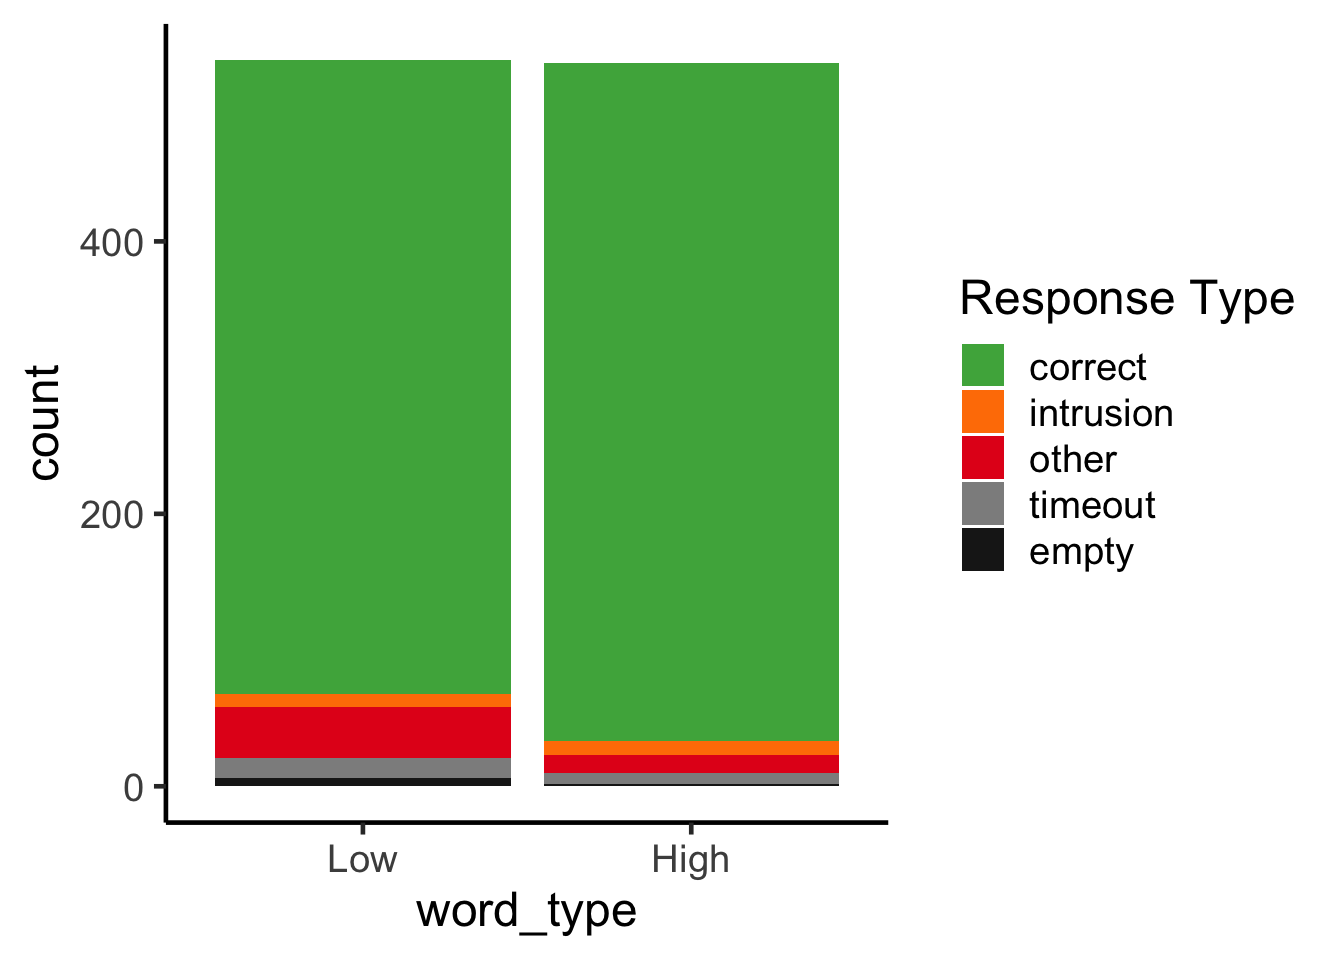 count
400
200
0
Low
High
word_type
Response Type
correct
intrusion
other
timeout
empty